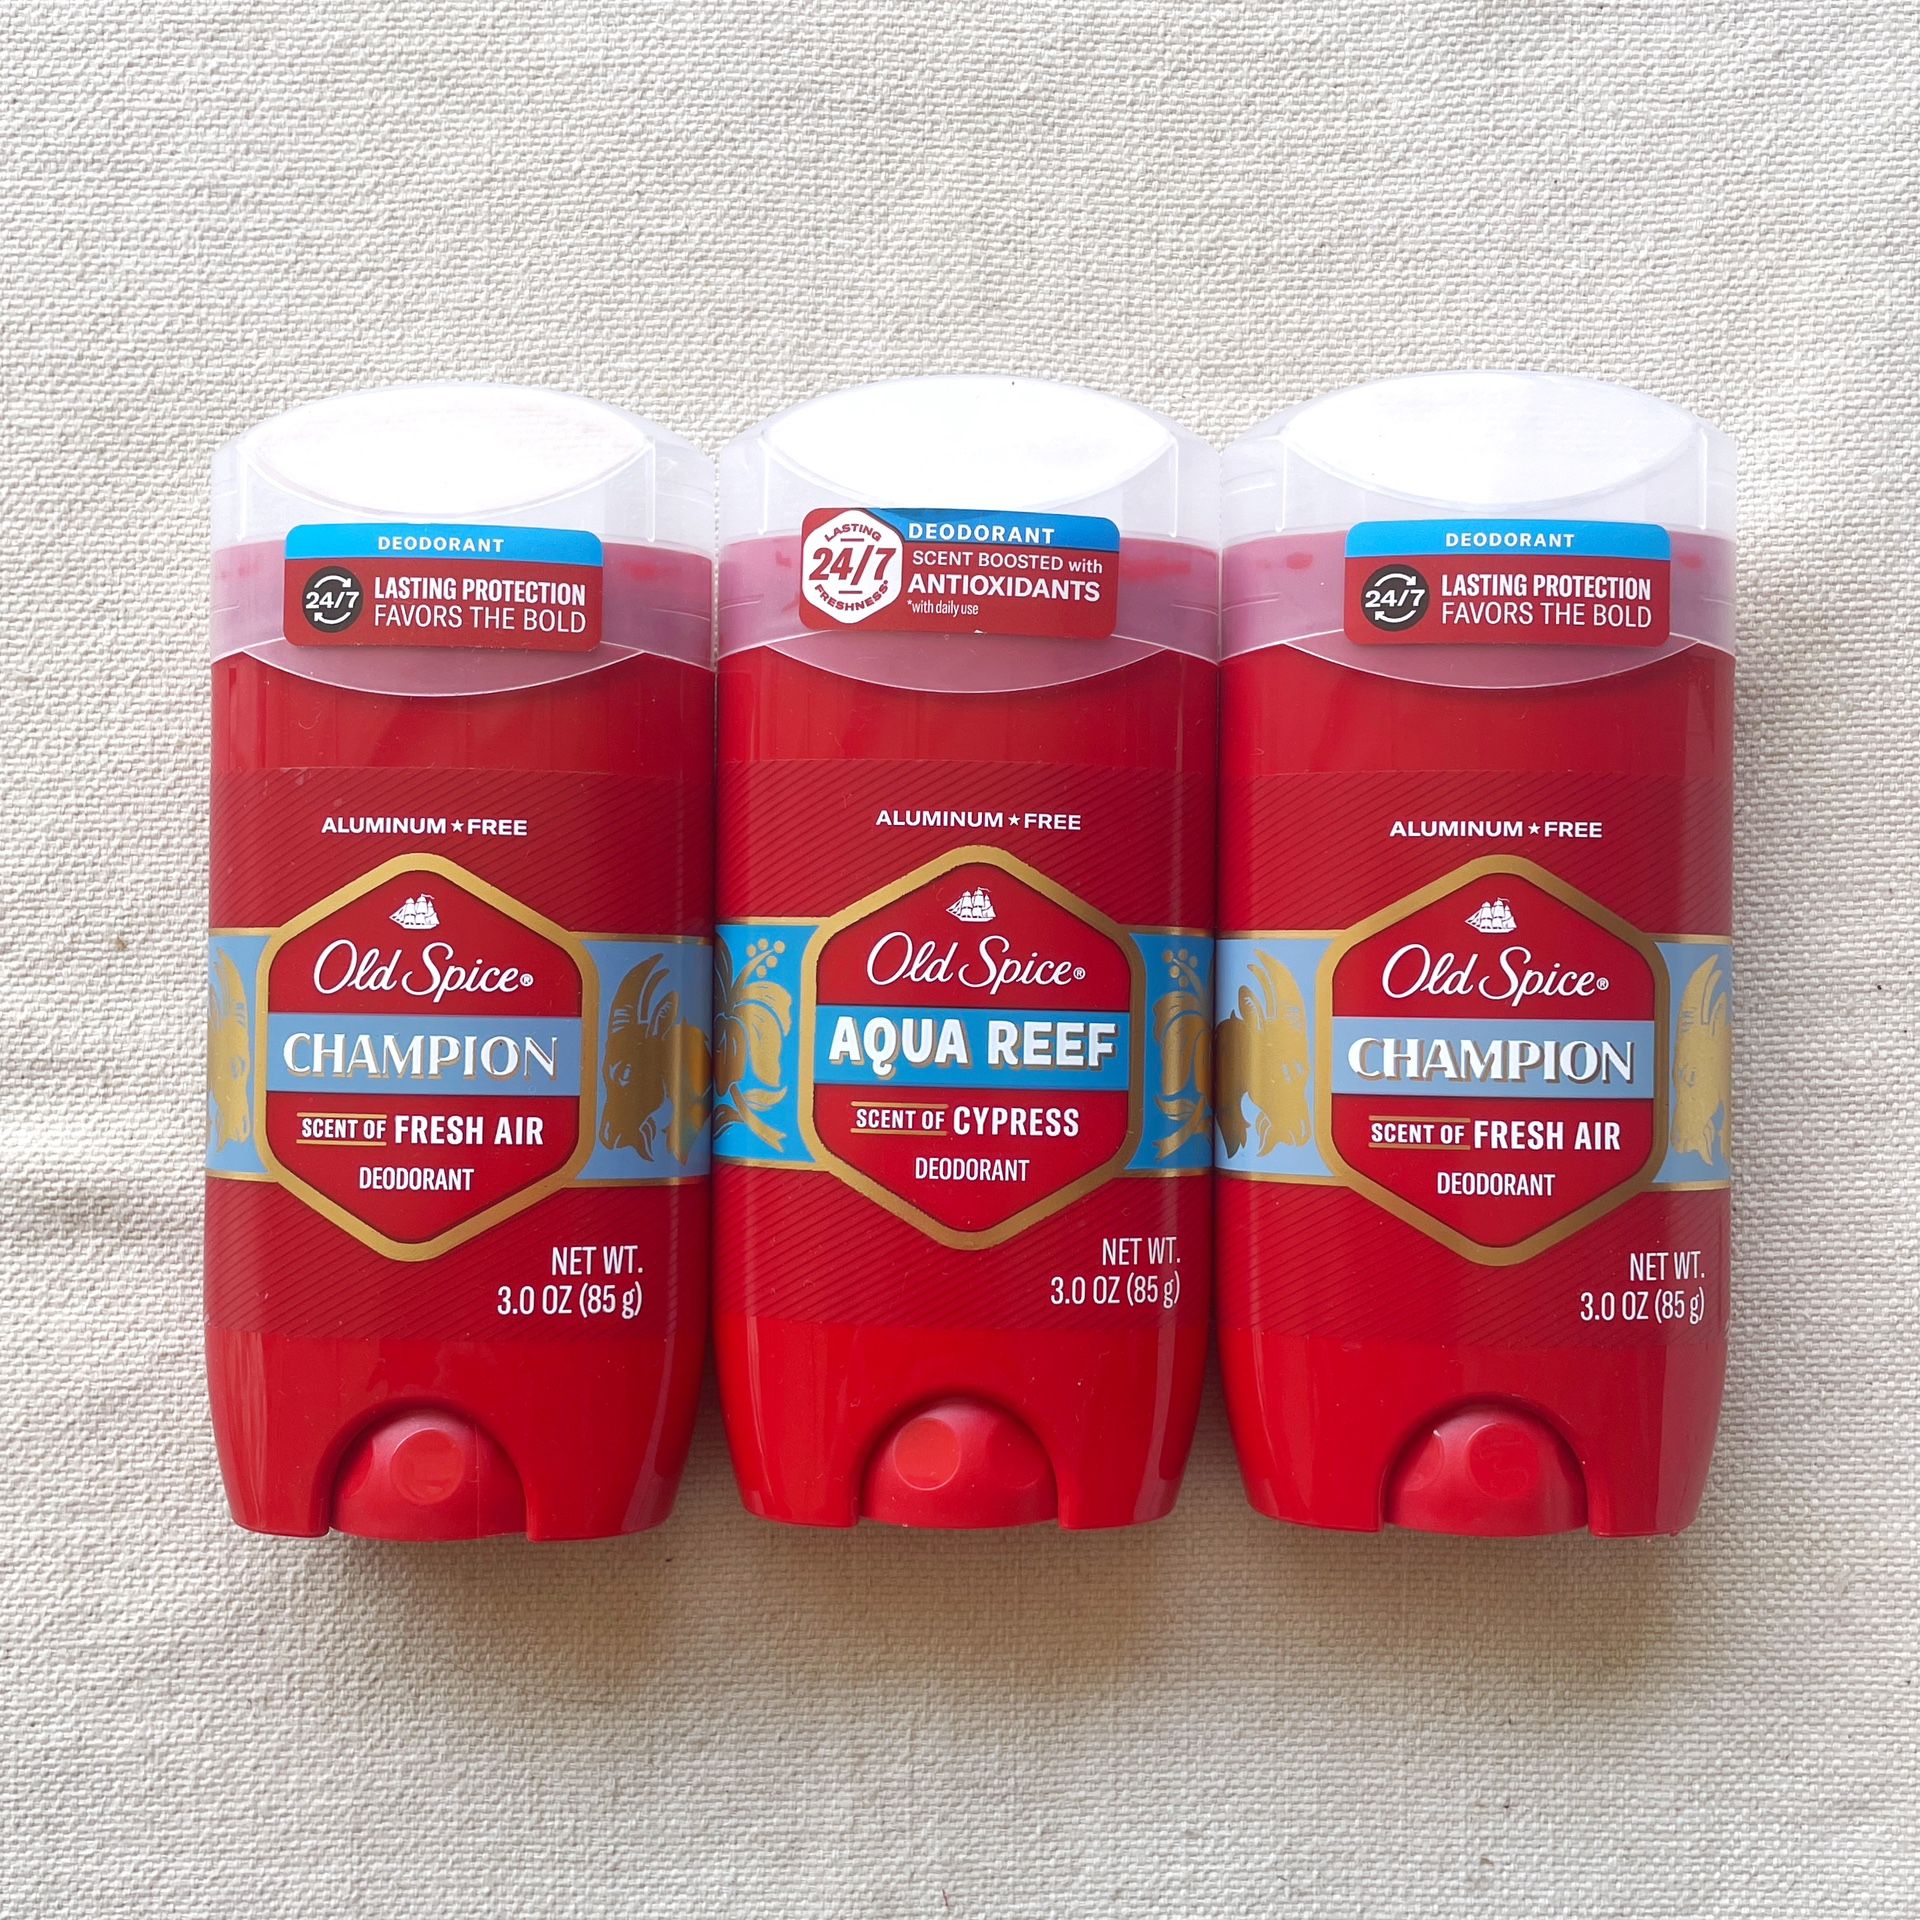 DEODORANT
24/7
LASTING PROTECTION
FAVORS THE BOLD
ALUMINUM★FREE
Old Spice®
CHAMPION
SCENT OF FRESH AIR
DEODORANT
NET WT.
3.0 OZ (85 g)
LASTING
24/7
FRESHNESS*
DEODORANT
SCENT BOOSTED with
ANTIOXIDANTS
*with daily use
ALUMINUM★FREE
Old Spice®
AQUA REEF
SCENT OF CYPRESS
DEODORANT
NET WT.
3.0 OZ (85 g)
DEODORANT
24/7
LASTING PROTECTION
FAVORS THE BOLD
ALUMINUM★FREE
Old Spice®
CHAMPION
SCENT OF FRESH AIR
DEODORANT
NET WT.
3.0 OZ (85 g)